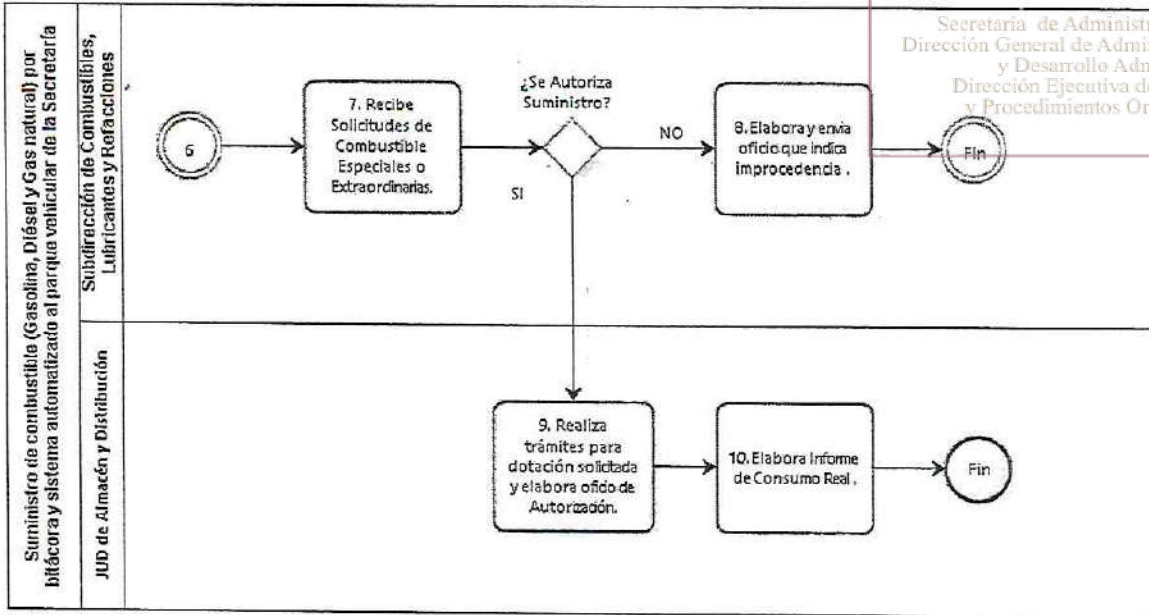 Suministro de combustible (Gasolina, Diésel y Gas natural) por
bitácora y sistema automatizado al parque vehicular de la Secretaría
Subdirección de Combustibles,
Lubricantes y Refacciones
6
7. Recibe
Solicitudes de
Combustible
Especiales o
Extraordinarias.
¿Se Autoriza
Suministro?
NO
SI
8. Elabora y envía
oficio que indica
improcedencia .
Fin
Secretaría de Administ
Dirección General de Admi
y Desarrollo Adm
Dirección Ejecutiva de
y Procedimientos Or
JUD de Almacén y Distribución
9. Realiza
trámites para
dotación solicitada
y elabora oficio de
Autorización.
10. Elabora Informe
de Consumo Real .
Fin